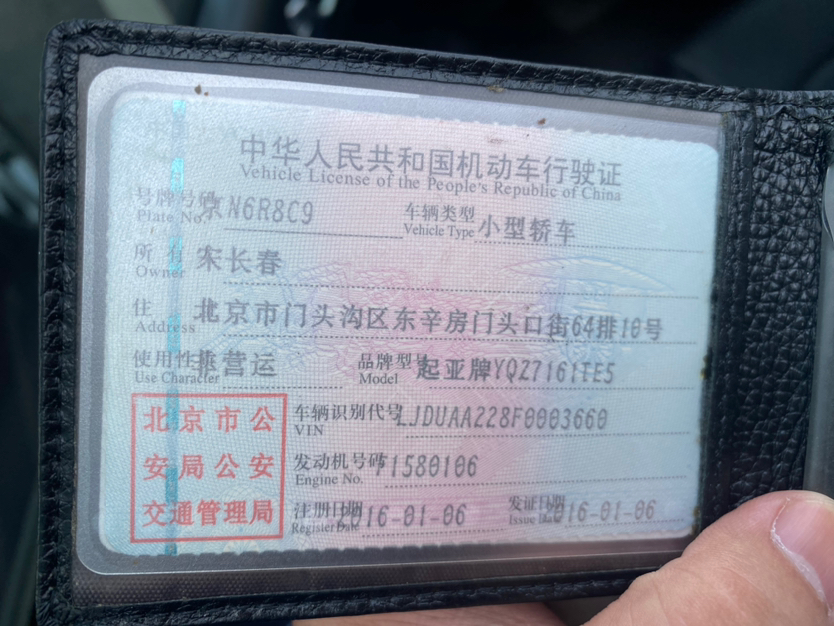 中华人民共和国机动车行驶证
Vehicle License of the People's Republic of China
号牌号码 京N6R8C9 车辆类型 小型轿车
Plate No. Vehicle Type
所有人 宋长春
Owner
住址 北京市门头沟区东辛房门头口街64排10号
Address
使用性质 非营运 品牌型号 起亚牌YQZ7161TE5
Use Character Model
北京市公
安局公安
交通管理局
车辆识别代号 LJDUAA228F0003660
VIN
发动机号码 F1580106
Engine No.
注册日期 2016-01-06 发证日期 2016-01-06
Register Date Issue Date